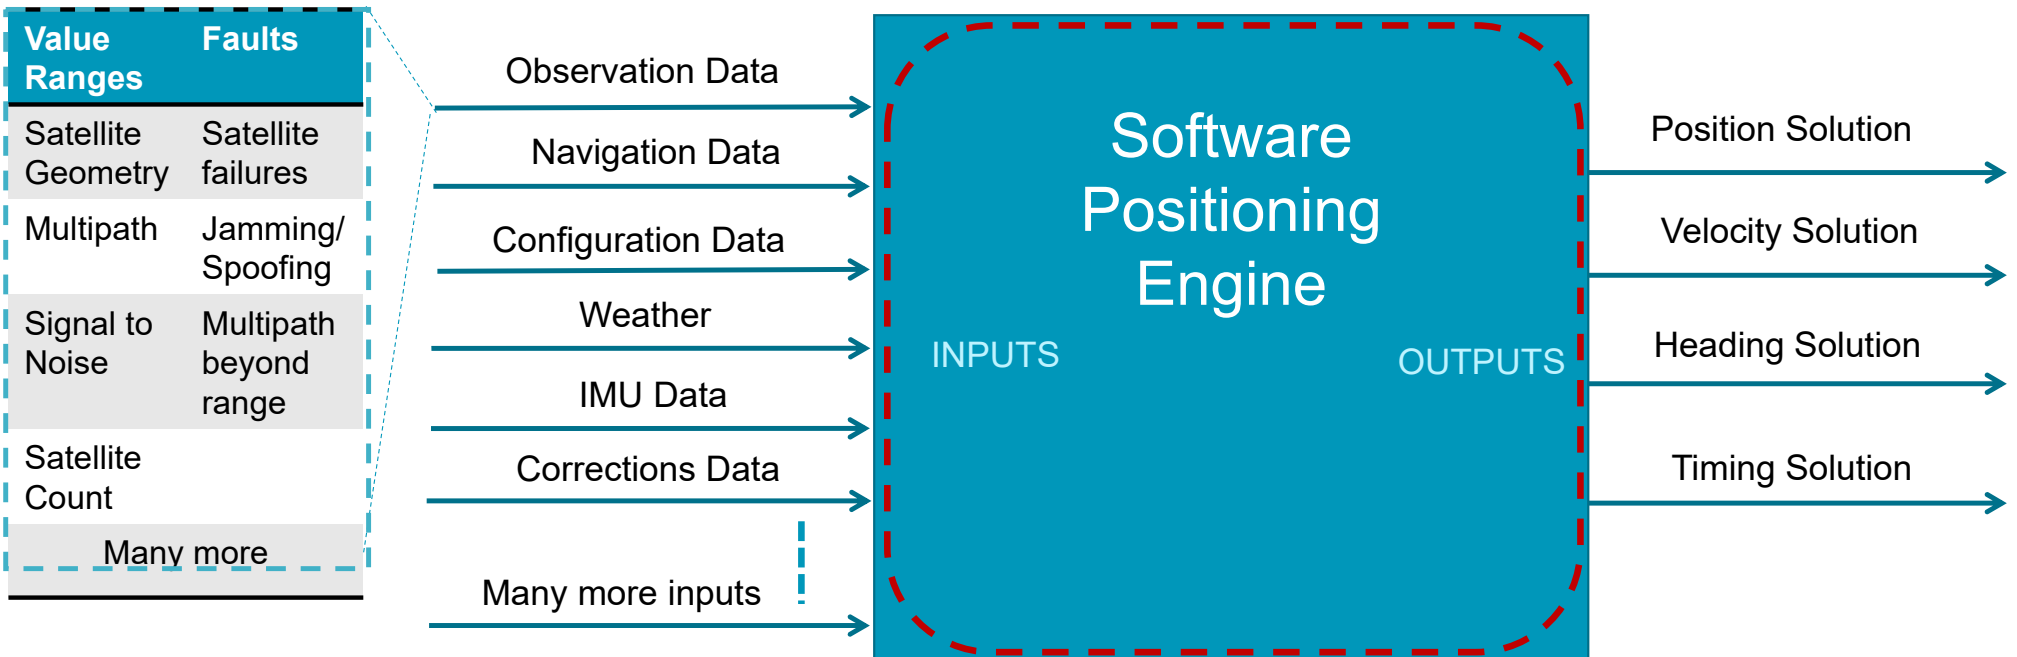 Value Ranges
Faults
Satellite Geometry
Satellite failures
Multipath
Jamming/ Spoofing
Signal to Noise
Multipath beyond range
Satellite Count
Many more
Observation Data
Navigation Data
Configuration Data
Weather
IMU Data
Corrections Data
Many more inputs
Software
Positioning
Engine
INPUTS
OUTPUTS
Position Solution
Velocity Solution
Heading Solution
Timing Solution